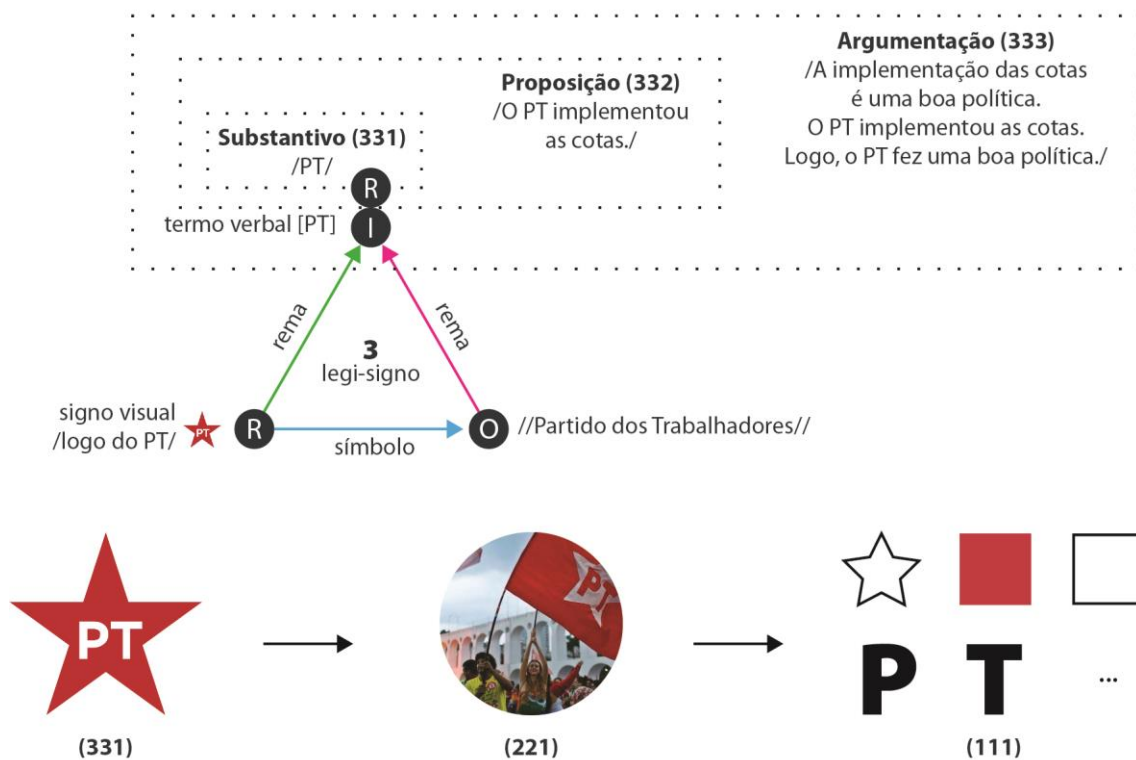 Argumentação (333)
/A implementação das cotas
é uma boa política.
O PT implementou as cotas.
Logo, o PT fez uma boa política./
Proposição (332)
/O PT implementou
as cotas./
Substantivo (331)
/PT/
R
termo verbal [PT]
I
rema
rema
3
legi-signo
signo visual
/logo do PT/
PT
R
símbolo
O
//Partido dos Trabalhadores//
PT
PT
P
T
...
(331)
(221)
(111)